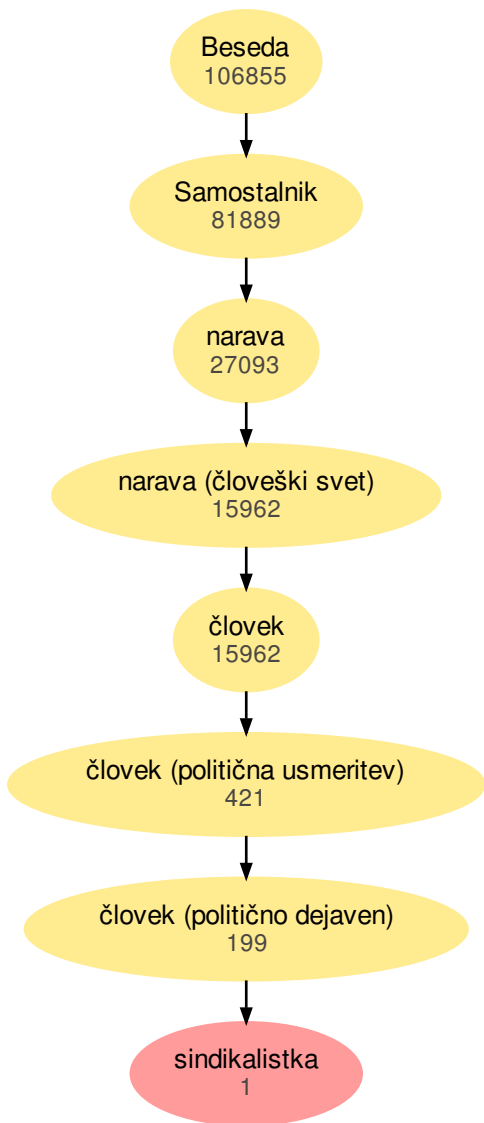 Beseda
106855
Samostalnik
81889
narava
27093
narava (človeški svet)
15962
človek
15962
človek (politična usmeritev)
421
človek (politično dejaven)
199
sindikalistka
1